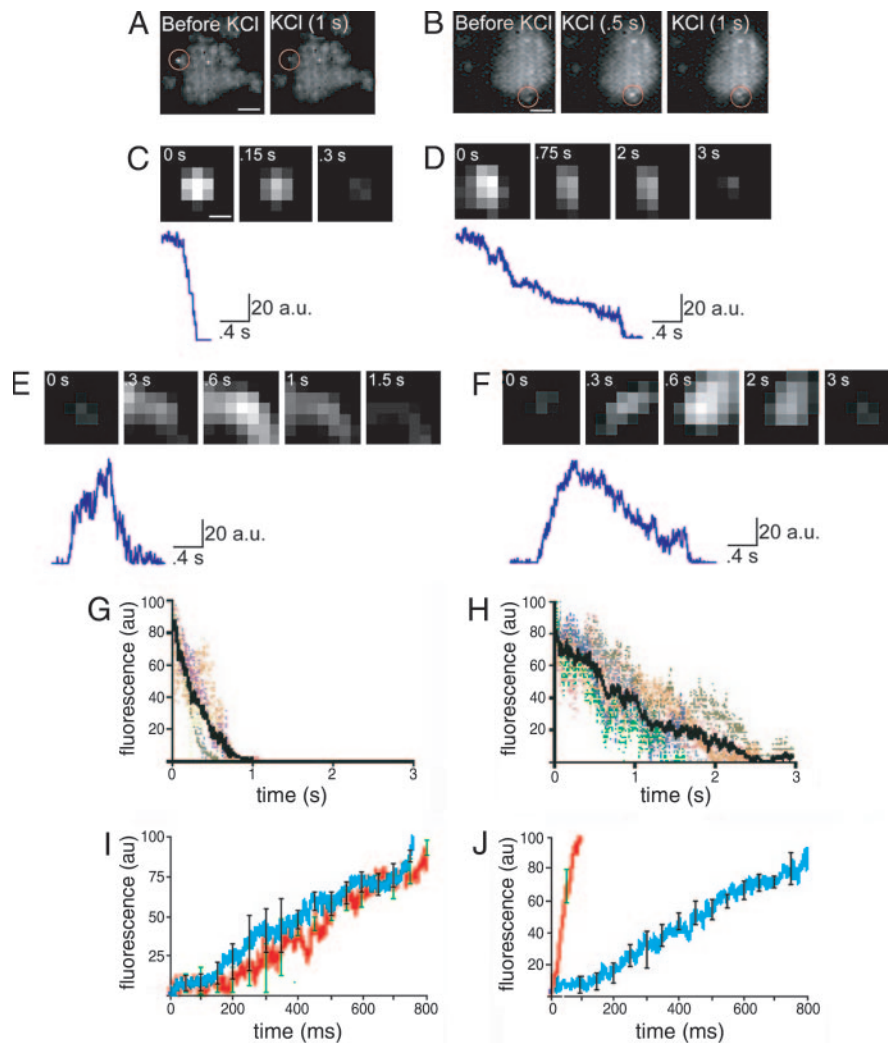 A Before KCl KCl (1 s)
B Before KCl KCl (.5 s) KCl (1 s)
C 0 s .15 s .3 s
20 a.u.
.4 s
D 0 s .75 s 2 s 3 s
20 a.u.
.4 s
E 0 s .3 s .6 s 1 s 1.5 s
20 a.u.
.4 s
F 0 s .3 s .6 s 2 s 3 s
20 a.u.
.4 s
G
fluorescence (au)
100
80
60
40
20
0 1 2 3
time (s)
H
fluorescence (au)
100
80
60
40
20
0 1 2 3
time (s)
I
fluorescence (au)
100
75
50
25
0 200 400 600 800
time (ms)
J
fluorescence (au)
100
80
60
40
20
0 200 400 600 800
time (ms)